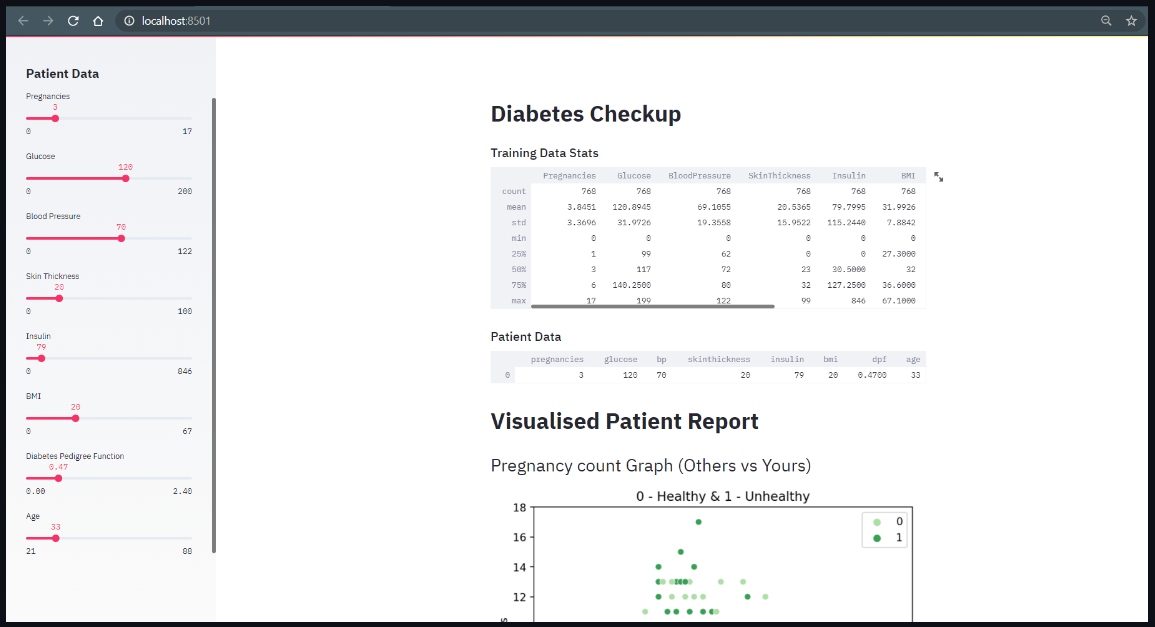 localhost:8501
Patient Data
Pregnancies
3
0 17
Glucose
120
0 200
Blood Pressure
70
0 122
Skin Thickness
20
0 100
Insulin
79
0 846
BMI
20
0 67
Diabetes Pedigree Function
0.47
0.00 2.40
Age
33
21 88
Diabetes Checkup
Training Data Stats
Pregnancies Glucose BloodPressure SkinThickness Insulin BMI
count 768 768 768 768 768 768
mean 3.8451 120.8945 69.1055 20.5365 79.7995 31.9926
std 3.3696 31.9726 19.3558 15.9522 115.2440 7.8842
min 0 0 0 0 0 0
25% 1 99 62 0 0 27.3000
50% 3 117 72 23 30.5000 32
75% 6 140.2500 80 32 127.2500 36.6000
max 17 199 122 99 846 67.1000
Patient Data
pregnancies glucose bp skinthickness insulin bmi dpf age
0 3 120 70 20 79 20 0.4700 33
Visualised Patient Report
Pregnancy count Graph (Others vs Yours)
0 - Healthy & 1 - Unhealthy
18
16
14
12
0
1